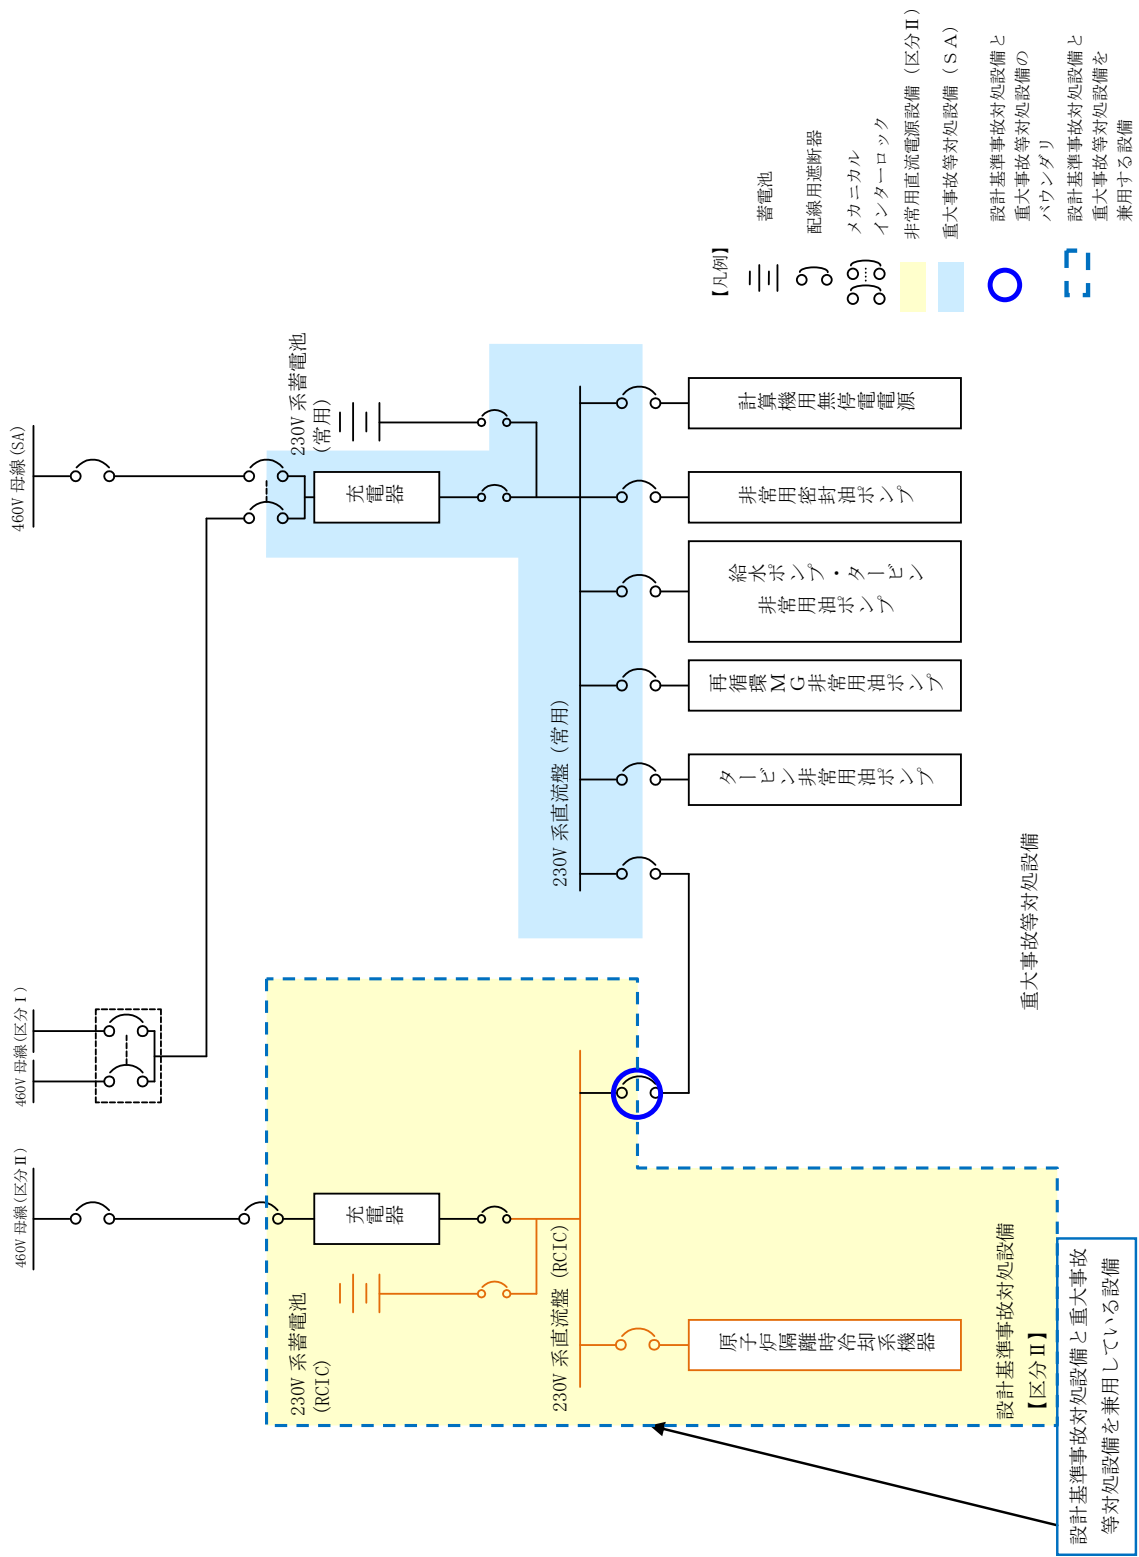 460V 母線(区分Ⅱ)
460V 母線(区分Ⅰ)
460V 母線(SA)
230V 系蓄電池
(RCIC)
充電器
充電器
230V 系蓄電池
(常用)
230V 系直流盤 (RCIC)
230V 系直流盤 (常用)
原子炉隔離時冷却系機器
タービン非常用油ポンプ
再循環MG非常用油ポンプ
給水ポンプ・タービン
非常用油ポンプ
非常用密封油ポンプ
計算機用無停電電源
設計基準事故対処設備
【区分Ⅱ】
重大事故等対処設備
設計基準事故対処設備と重大事故
等対処設備を兼用している設備
【凡例】
蓄電池
配線用遮断器
メカニカル
インターロック
非常用直流電源設備(区分Ⅱ)
重大事故等対処設備(SA)
設計基準事故対処設備と
重大事故等対処設備の
バウンダリ
設計基準事故対処設備と
重大事故等対処設備を
兼用する設備